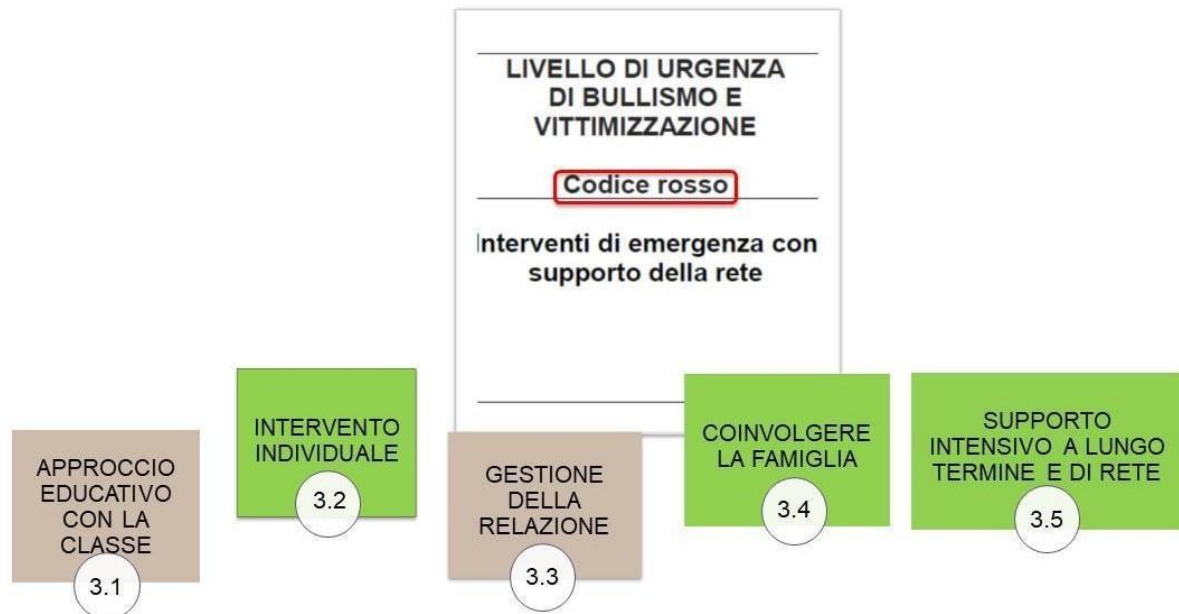 LIVELLO DI URGENZA
DI BULLISMO E
VITTIMIZZAZIONE
Codice rosso
Interventi di emergenza con
supporto della rete
APPROCCIO
EDUCATIVO
CON LA
CLASSE
3.1
INTERVENTO
INDIVIDUALE
3.2
GESTIONE
DELLA
RELAZIONE
3.3
COINVOLGERE
LA FAMIGLIA
3.4
SUPPORTO
INTENSIVO A LUNGO
TERMINE E DI RETE
3.5